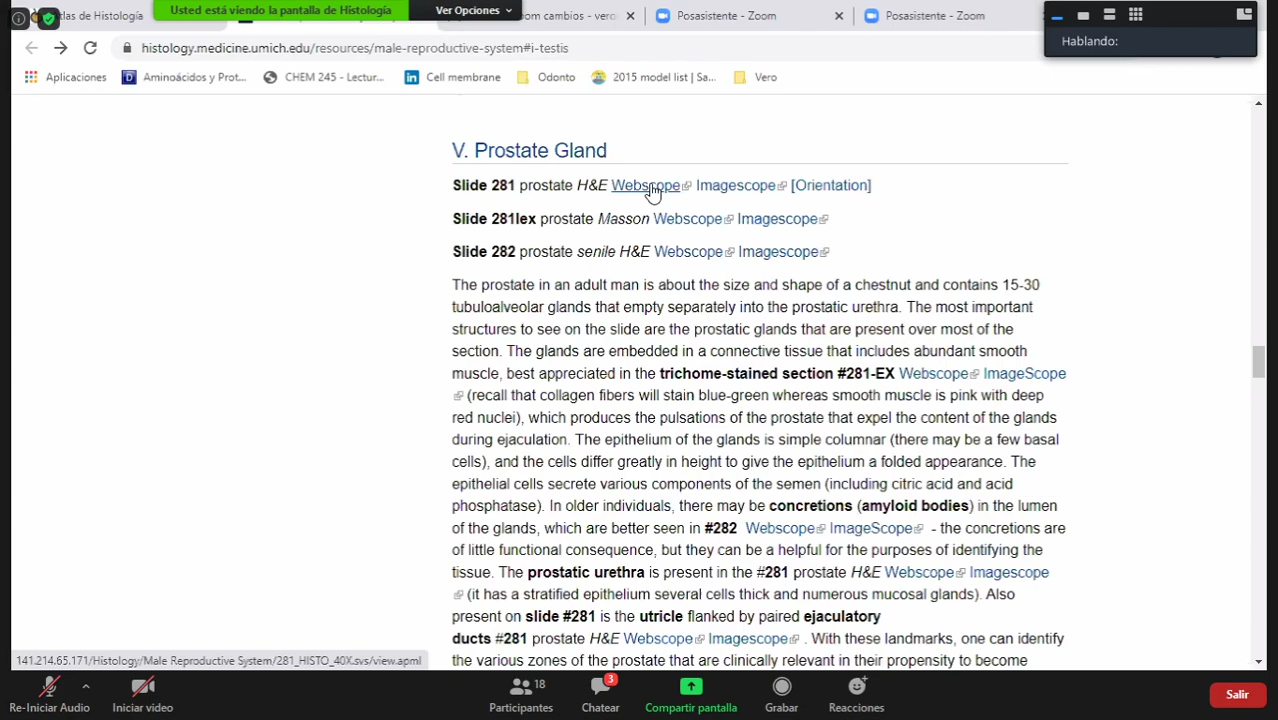 Atlas de Histología
Usted está viendo la pantalla de Histología
Ver Opciones
om cambios - vero
Posasistente - Zoom
Posasistente - Zoom
Hablando:
histology.medicine.umich.edu/resources/male-reproductive-system#i-testis
Aplicaciones
Aminoácidos y Prot...
CHEM 245 - Lectur...
Cell membrane
Odonto
2015 model list | Sa...
Vero
V. Prostate Gland
Slide 281 prostate H&E Webscope Imagescope [Orientation]
Slide 281lex prostate Masson Webscope Imagescope
Slide 282 prostate senile H&E Webscope Imagescope
The prostate in an adult man is about the size and shape of a chestnut and contains 15-30
tubuloalveolar glands that empty separately into the prostatic urethra. The most important
structures to see on the slide are the prostatic glands that are present over most of the
section. The glands are embedded in a connective tissue that includes abundant smooth
muscle, best appreciated in the trichome-stained section #281-EX Webscope ImageScope
(recall that collagen fibers will stain blue-green whereas smooth muscle is pink with deep
red nuclei), which produces the pulsations of the prostate that expel the content of the glands
during ejaculation. The epithelium of the glands is simple columnar (there may be a few basal
cells), and the cells differ greatly in height to give the epithelium a folded appearance. The
epithelial cells secrete various components of the semen (including citric acid and acid
phosphatase). In older individuals, there may be concretions (amyloid bodies) in the lumen
of the glands, which are better seen in #282 Webscope ImageScope - the concretions are
of little functional consequence, but they can be a helpful for the purposes of identifying the
tissue. The prostatic urethra is present in the #281 prostate H&E Webscope Imagescope
(it has a stratified epithelium several cells thick and numerous mucosal glands). Also
present on slide #281 is the utricle flanked by paired ejaculatory
ducts #281 prostate H&E Webscope Imagescope . With these landmarks, one can identify
the various zones of the prostate that are clinically relevant in their propensity to become
141.214.65.171/Histology/Male Reproductive System/281_HISTO_40X.svs/view.apml
Re-Iniciar Audio
Iniciar video
18
Participantes
3
Chatear
Compartir pantalla
Grabar
Reacciones
Salir